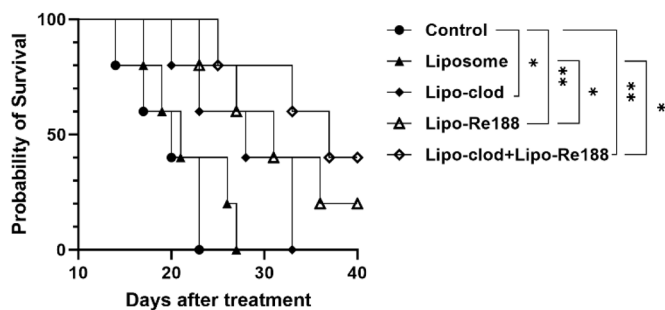 100
50
0
10
20
30
40
Probability of Survival
Days after treatment
Control
Liposome
Lipo-clod
Lipo-Re188
Lipo-clod+Lipo-Re188
*
**
*
**
*